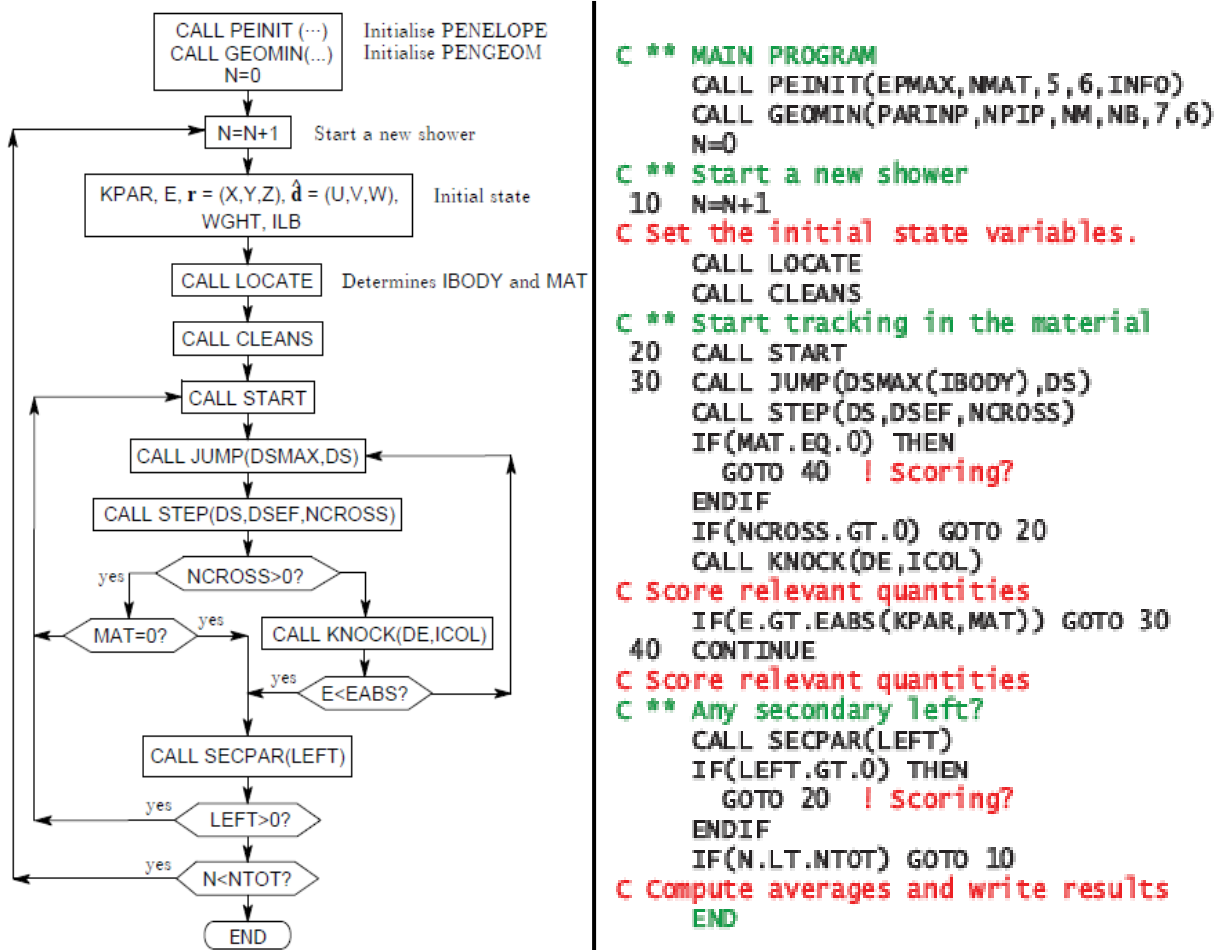 CALL PEINIT (···) Initialise PENELOPE
CALL GEOMIN(...) Initialise PENGEOM
N=0
N=N+1 Start a new shower
KPAR, E, r = (X,Y,Z), d̂ = (U,V,W), Initial state
WGHT, ILB
CALL LOCATE Determines IBODY and MAT
CALL CLEANS
CALL START
CALL JUMP(DSMAX,DS)
CALL STEP(DS,DSEF,NCROSS)
yes NCROSS>0?
MAT=0? yes CALL KNOCK(DE,ICOL)
yes E<EABS?
CALL SECPAR(LEFT)
yes LEFT>0?
yes N<NTOT?
END
C ** MAIN PROGRAM
CALL PEINIT(EPMAX,NMAT,5,6,INFO)
CALL GEOMIN(PARINP,NPIP,NM,NB,7,6)
N=0
C ** Start a new shower
10 N=N+1
C Set the initial state variables.
CALL LOCATE
CALL CLEANS
C ** Start tracking in the material
20 CALL START
30 CALL JUMP(DSMAX(IBODY),DS)
CALL STEP(DS,DSEF,NCROSS)
IF(MAT.EQ.0) THEN
GOTO 40 ! Scoring?
ENDIF
IF(NCROSS.GT.0) GOTO 20
CALL KNOCK(DE,ICOL)
C Score relevant quantities
IF(E.GT.EABS(KPAR,MAT)) GOTO 30
40 CONTINUE
C Score relevant quantities
C ** Any secondary left?
CALL SECPAR(LEFT)
IF(LEFT.GT.0) THEN
GOTO 20 ! Scoring?
ENDIF
IF(N.LT.NTOT) GOTO 10
C Compute averages and write results
END